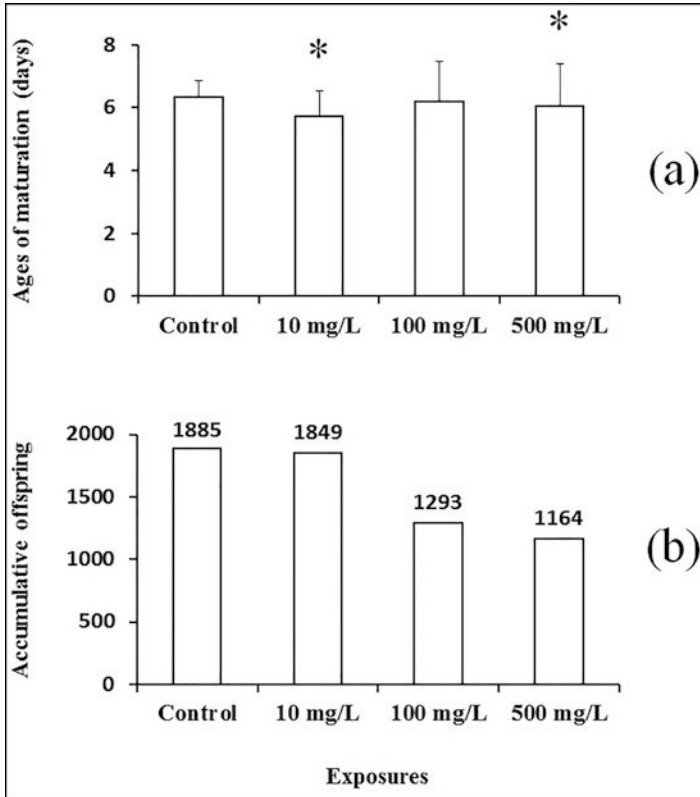 Ages of maturation (days)
8
6
4
2
0
*
*
Control 10 mg/L 100 mg/L 500 mg/L
(a)
Accumulative offspring
2000
1500
1000
500
0
1885
1849
1293
1164
Control 10 mg/L 100 mg/L 500 mg/L
(b)
Exposures